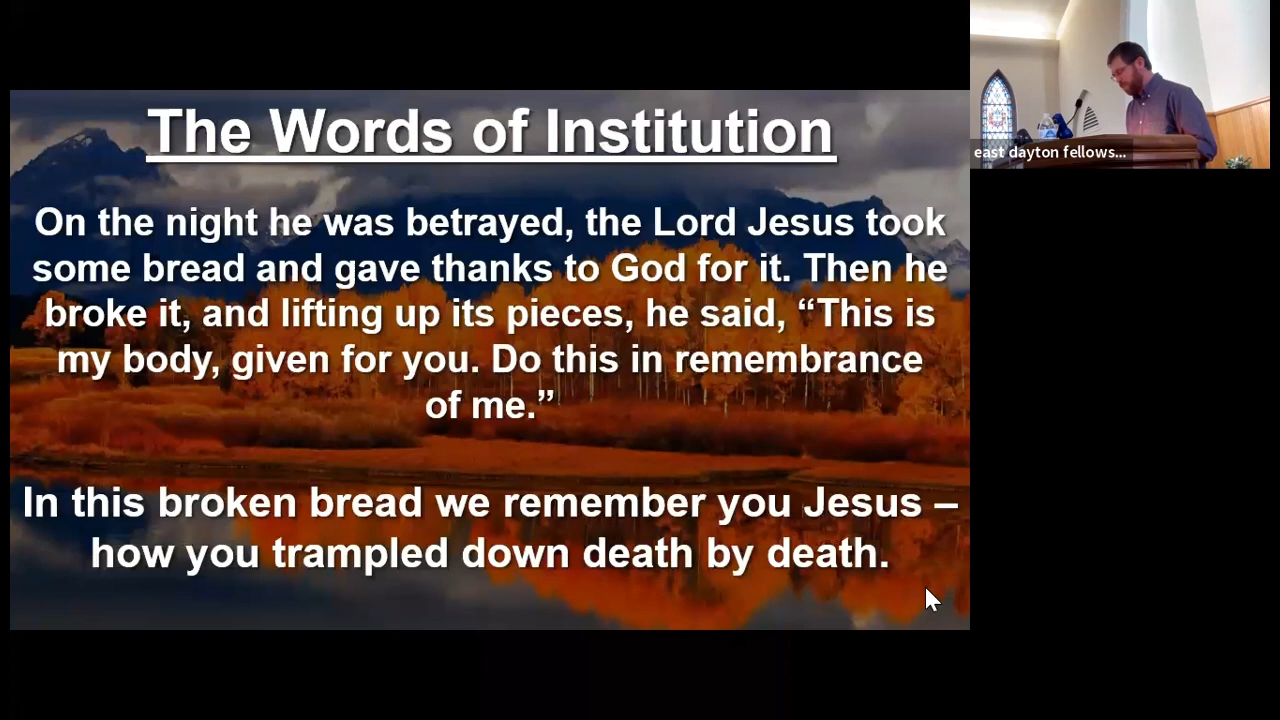 The Words of Institution
On the night he was betrayed, the Lord Jesus took
some bread and gave thanks to God for it. Then he
broke it, and lifting up its pieces, he said, “This is
my body, given for you. Do this in remembrance
of me.”
In this broken bread we remember you Jesus –
how you trampled down death by death.
east dayton fellows...